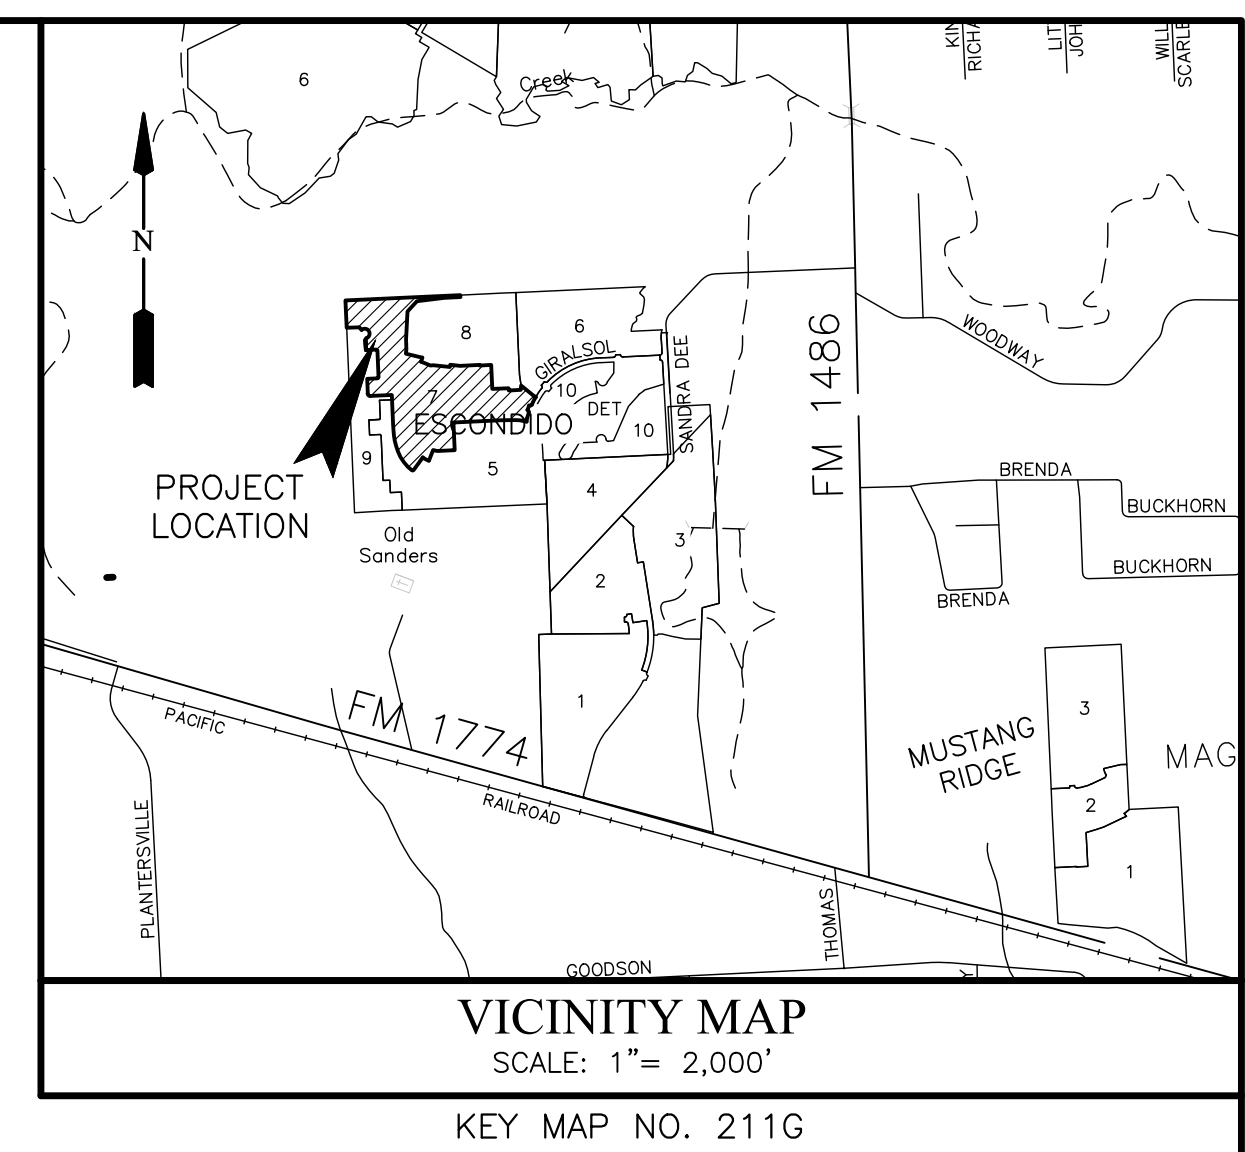 KIN
RICHA
LIT
JOH
WILL
SCARLE
6
Creek
N
8
6
GIRALSOL
SANDRA DEE
FM 1486
WOODWAY
7
10
DET
ESCONDIDO
10
9
5
4
PROJECT
LOCATION
BRENDA
BUCKHORN
Old
Sanders
3
2
BUCKHORN
BRENDA
1
FM 1774
PACIFIC
RAILROAD
MUSTANG
RIDGE
3
MAG
2
1
PLANTERSVILLE
THOMAS
GOODSON
Y
VICINITY MAP
SCALE: 1”= 2,000’
KEY MAP NO. 211G